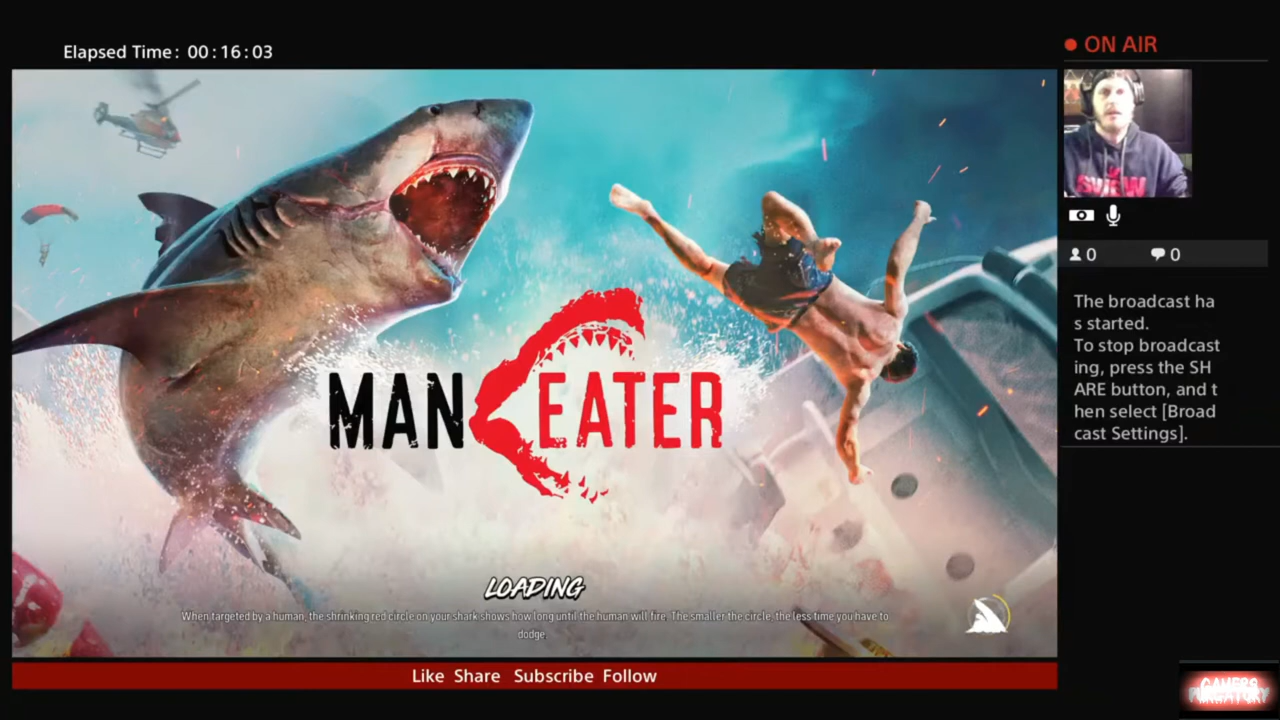 Elapsed Time: 00:16:03
ON AIR
0 0
The broadcast ha
s started.
To stop broadcast
ing, press the SH
ARE button, and t
hen select [Broad
cast Settings].
MANEATER
LOADING
When targeted by a human, the shrinking red circle on your shark shows how long until the human will fire. The smaller the circle, the less time you have to
dodge.
Like Share Subscribe Follow
GAMERS
PURGATORY